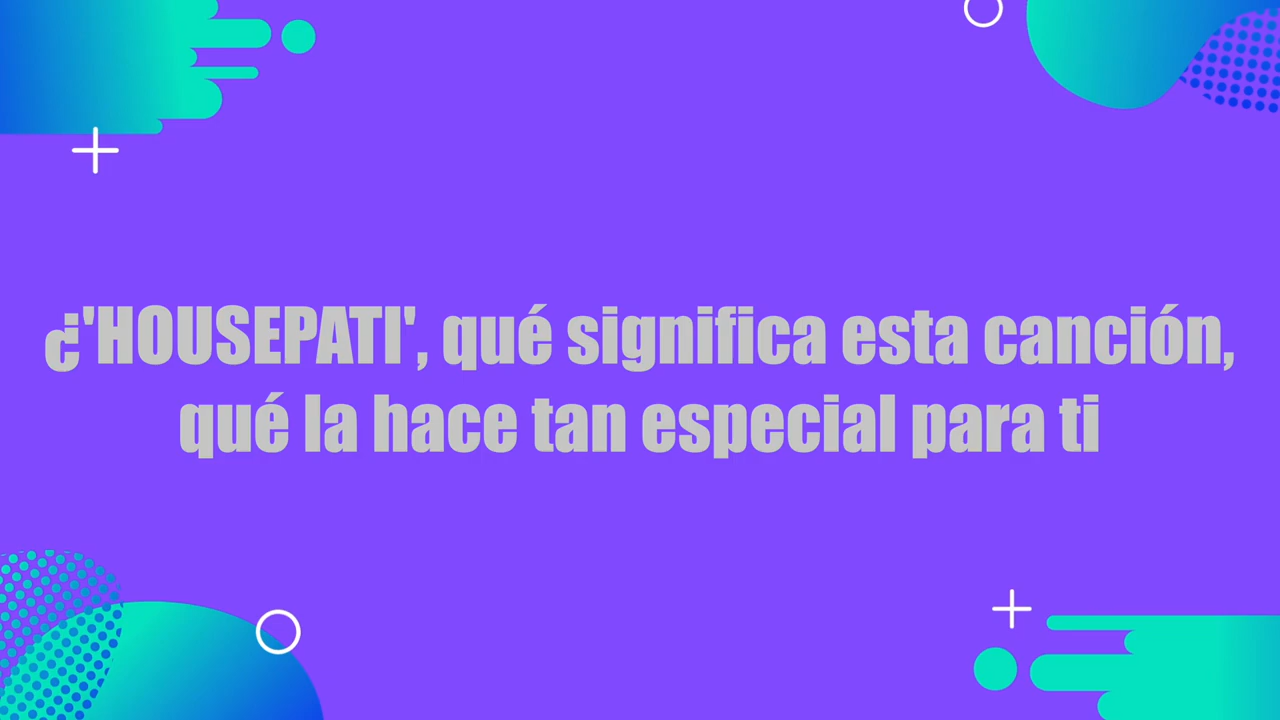 ¿'HOUSEPATI', qué significa esta canción,
qué la hace tan especial para ti